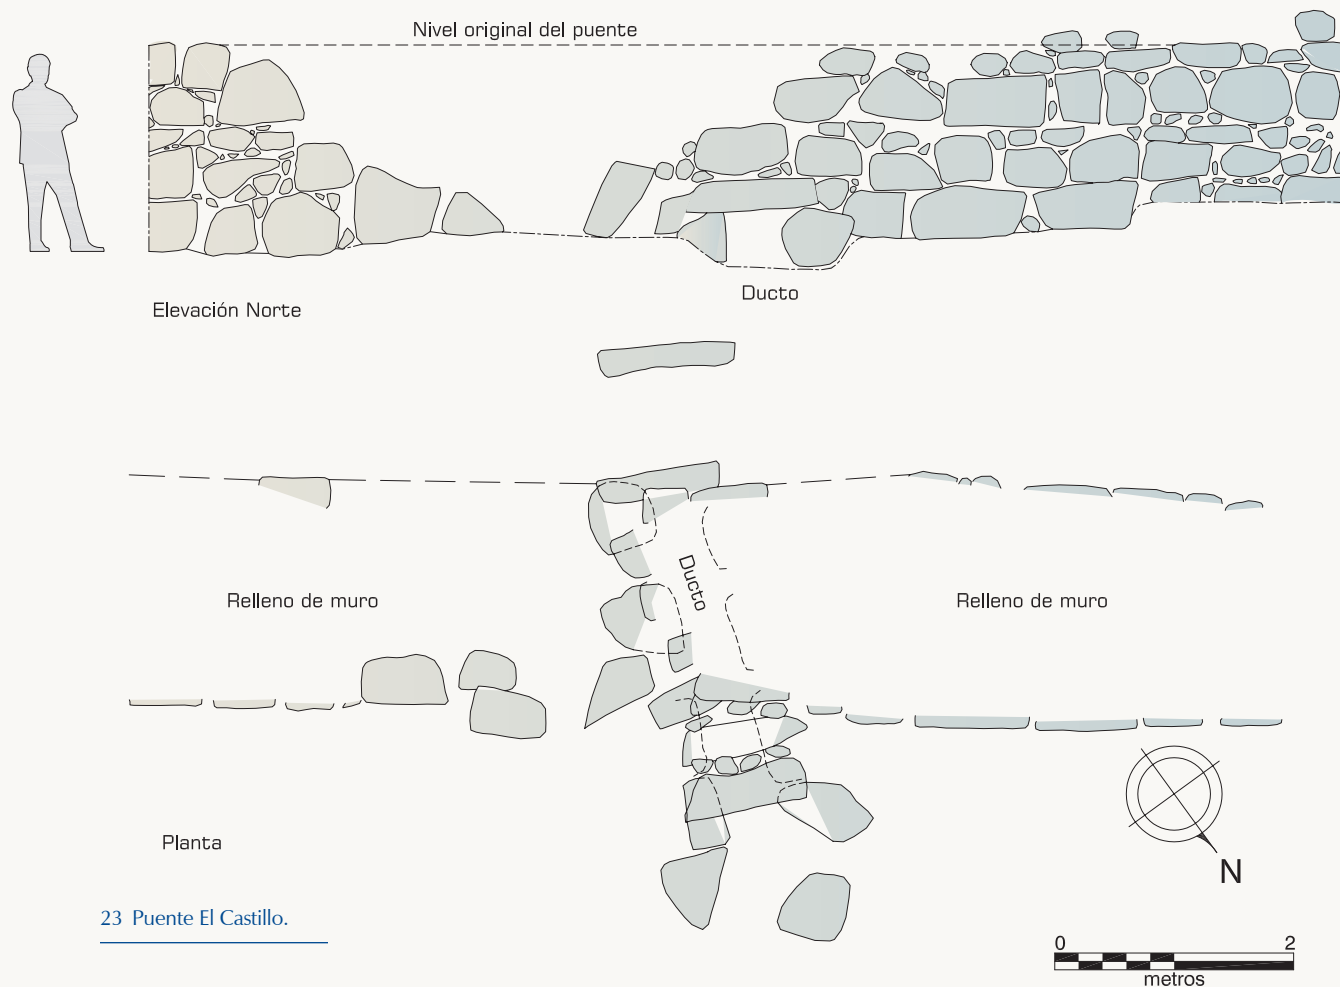 Nivel original del puente
Ducto
Elevación Norte
Ducto
Relleno de muro
Relleno de muro
Planta
N
23 Puente El Castillo.
0 2
metros